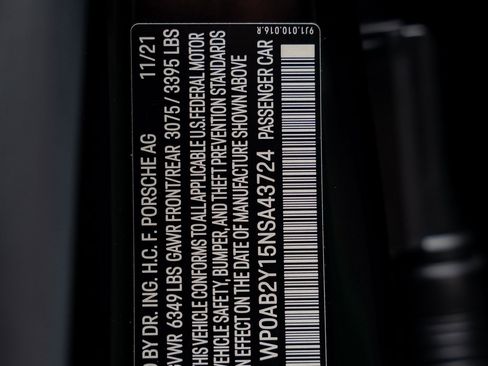 D BY DR. ING. H.C. F. PORSCHE AG 11/21
GVWR 6349 LBS GAWR FRONT/REAR 3075 / 3395 LBS
THIS VEHICLE CONFORMS TO ALL APPLICABLE U.S.FEDERAL MOTOR
VEHICLE SAFETY, BUMPER, AND THEFT PREVENTION STANDARDS
IN EFFECT ON THE DATE OF MANUFACTURE SHOWN ABOVE
WP0AB2Y15NSA43724 PASSENGER CAR
9J1.010.016.R